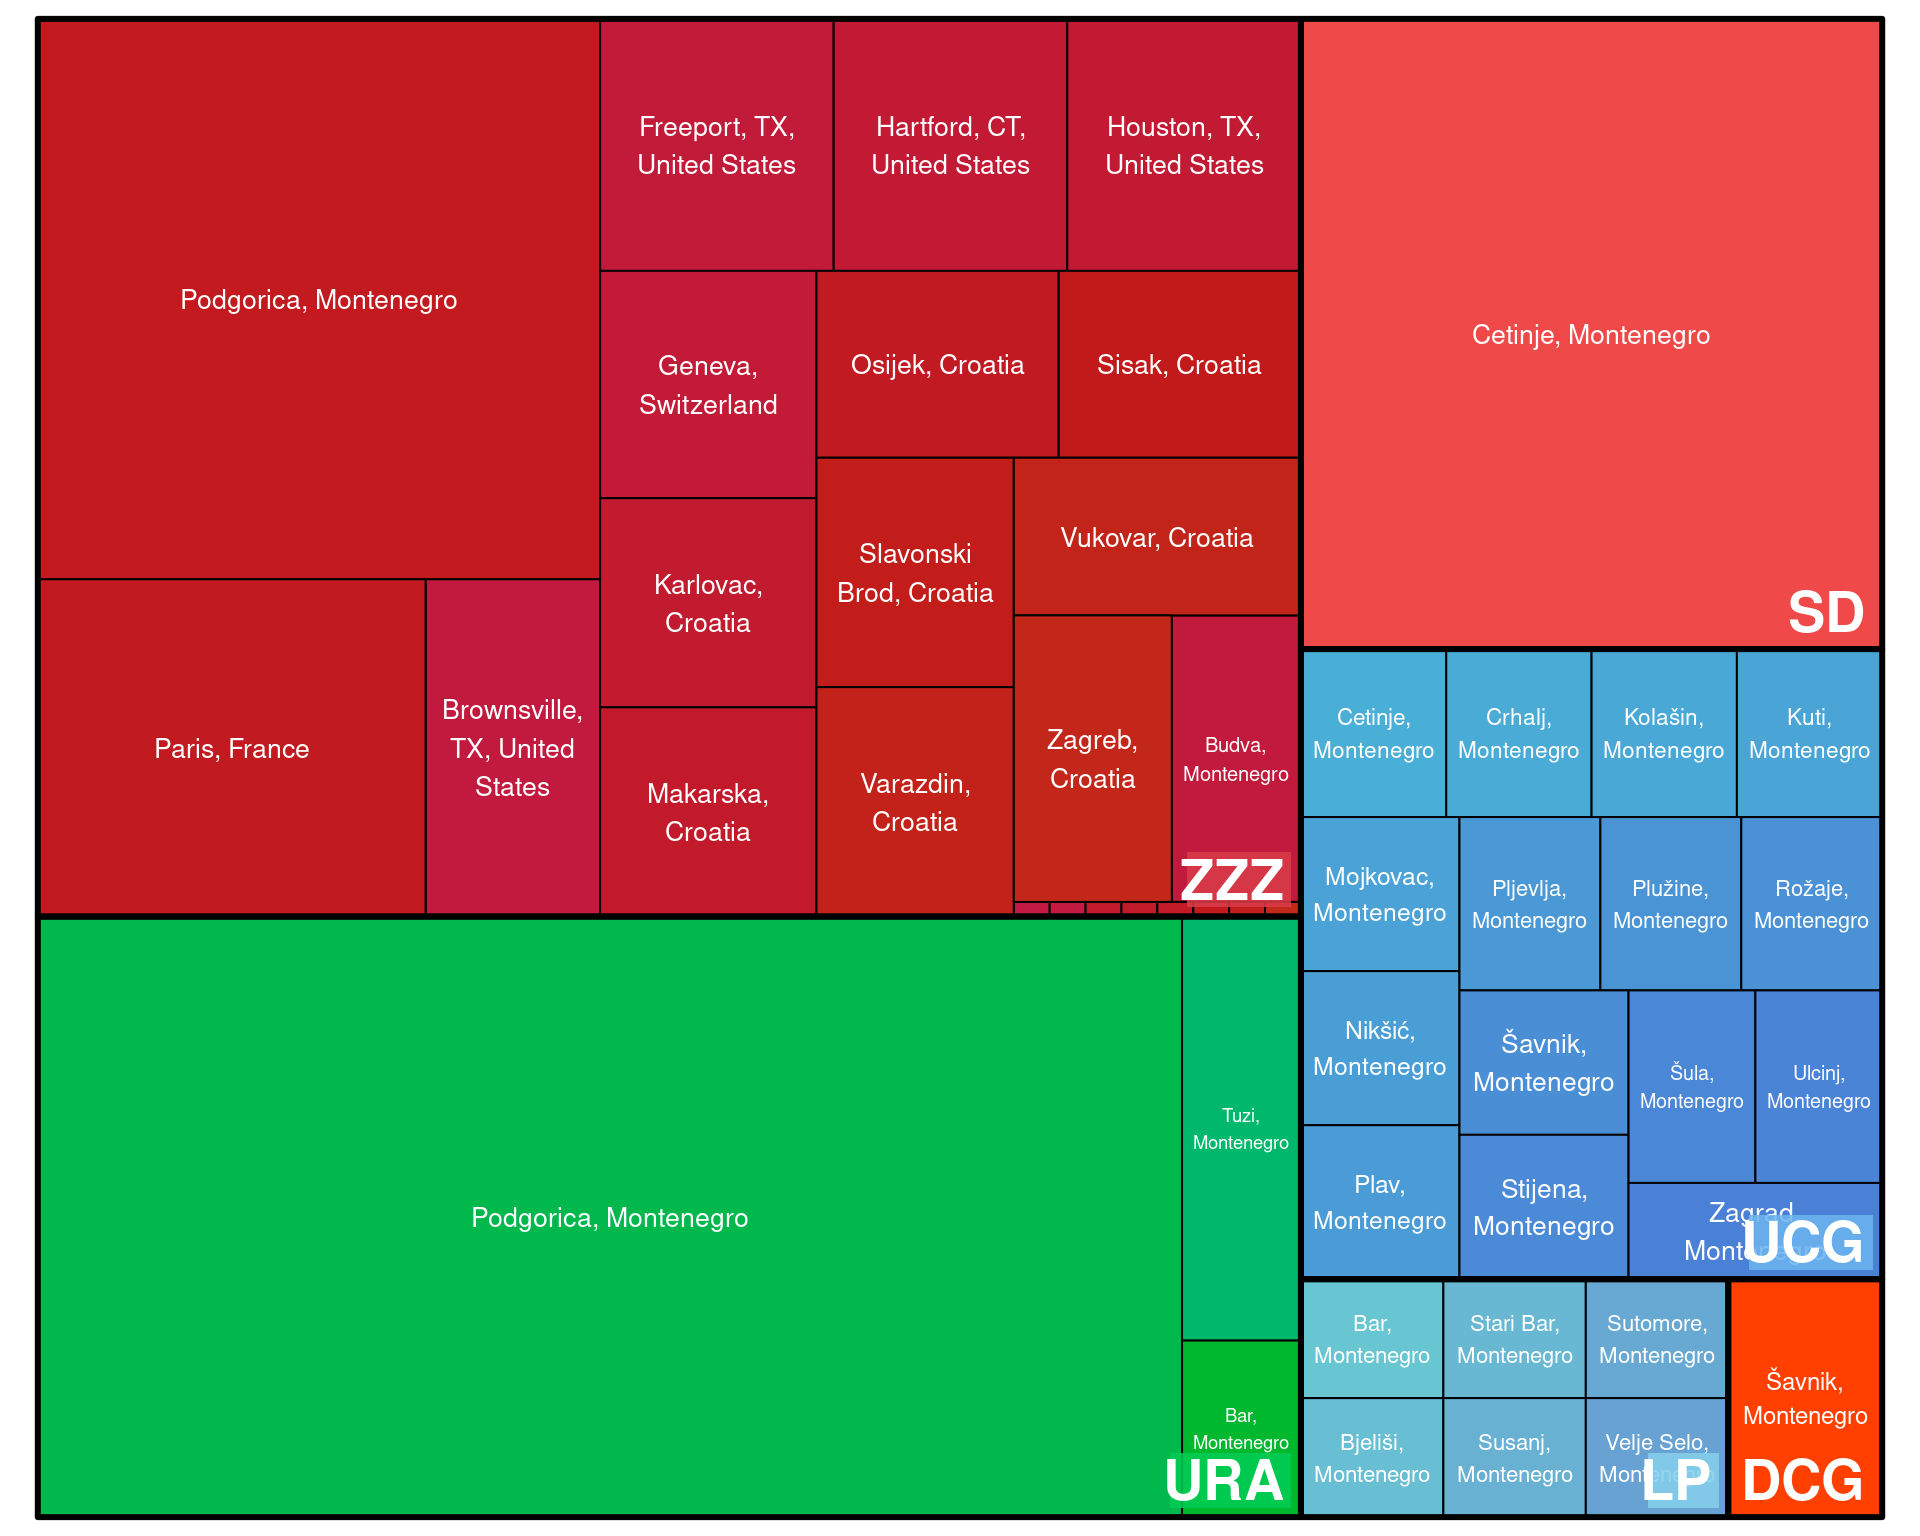 Podgorica, Montenegro
Paris, France
Brownsville,
TX, United
States
Freeport, TX,
United States
Hartford, CT,
United States
Houston, TX,
United States
Geneva,
Switzerland
Osijek, Croatia
Sisak, Croatia
Karlovac,
Croatia
Makarska,
Croatia
Slavonski
Brod, Croatia
Vukovar, Croatia
Varazdin,
Croatia
Zagreb,
Croatia
Budva,
Montenegro
ZZZ
Podgorica, Montenegro
Tuzi,
Montenegro
Bar,
Montenegro
URA
Cetinje, Montenegro
SD
Cetinje,
Montenegro
Crhalj,
Montenegro
Kolašin,
Montenegro
Kuti,
Montenegro
Mojkovac,
Montenegro
Pljevlja,
Montenegro
Plužine,
Montenegro
Rožaje,
Montenegro
Nikšić,
Montenegro
Šavnik,
Montenegro
Šula,
Montenegro
Ulcinj,
Montenegro
Plav,
Montenegro
Stijena,
Montenegro
Zagrad,
Montenegro
UCG
Bar,
Montenegro
Stari Bar,
Montenegro
Sutomore,
Montenegro
Bjeliši,
Montenegro
Susanj,
Montenegro
Velje Selo,
Montenegro
LP
Šavnik,
Montenegro
DCG